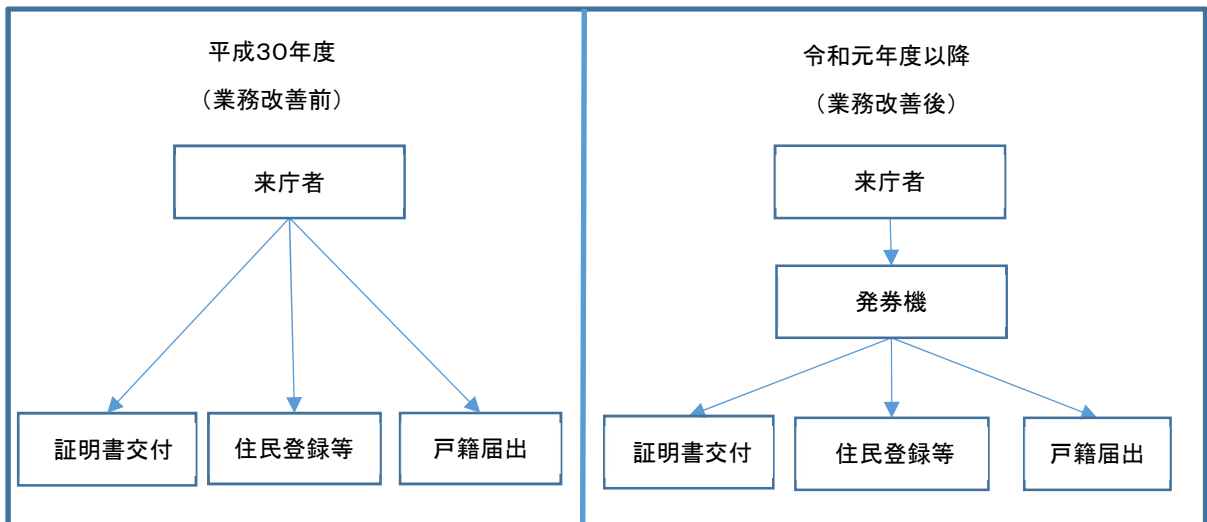 平成30年度
（業務改善前）
来庁者
証明書交付
住民登録等
戸籍届出
令和元年度以降
（業務改善後）
来庁者
発券機
証明書交付
住民登録等
戸籍届出